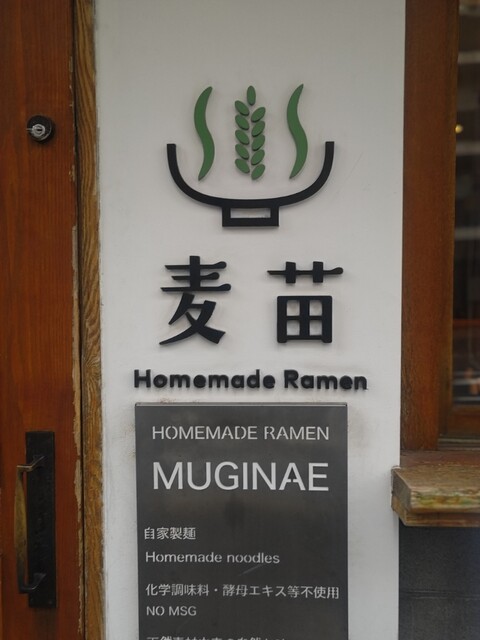 麦苗
Homemade Ramen
HOMEMADE RAMEN
MUGINAE
自家製麺
Homemade noodles
化学調味料・酵母エキス等不使用
NO MSG